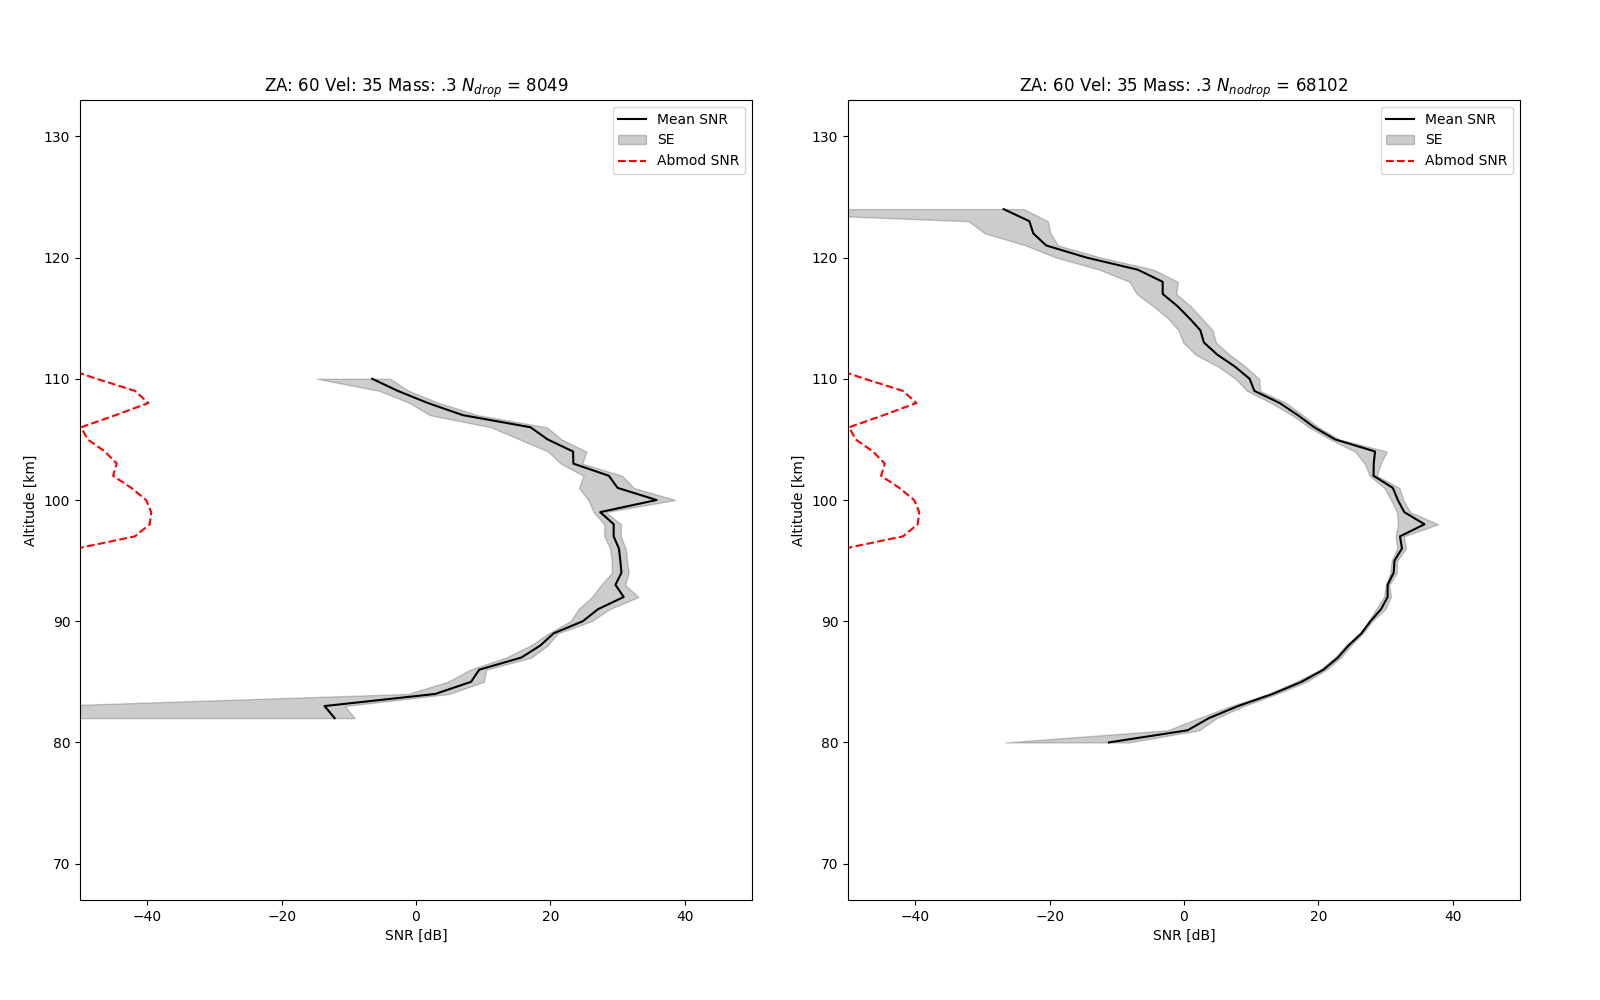 ZA: 60 Vel: 35 Mass: .3 N_drop = 8049
Mean SNR
SE
Abmod SNR
130
120
110
100
90
80
70
Altitude [km]
−40
−20
0
20
40
SNR [dB]
ZA: 60 Vel: 35 Mass: .3 N_nodrop = 68102
Mean SNR
SE
Abmod SNR
130
120
110
100
90
80
70
Altitude [km]
−40
−20
0
20
40
SNR [dB]